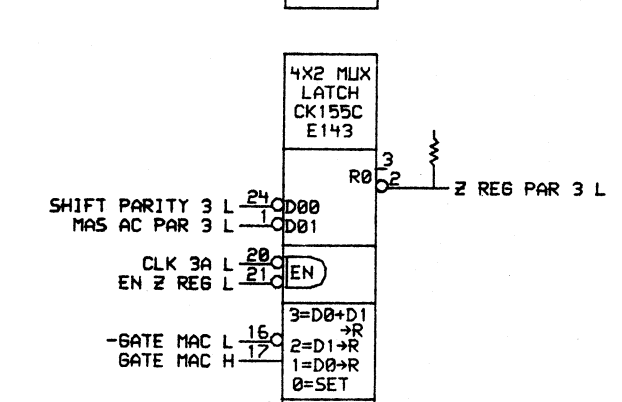 4X2 MUX
LATCH
CK155C
E143
3
R0 2 Z REG PAR 3 L
SHIFT PARITY 3 L 24 D00
MAS AC PAR 3 L 1 D01
CLK 3A L 20
EN Z REG L 21 EN
3=D0+D1
→R
-GATE MAC L 16 2=D1→R
GATE MAC H 17 1=D0→R
0=SET